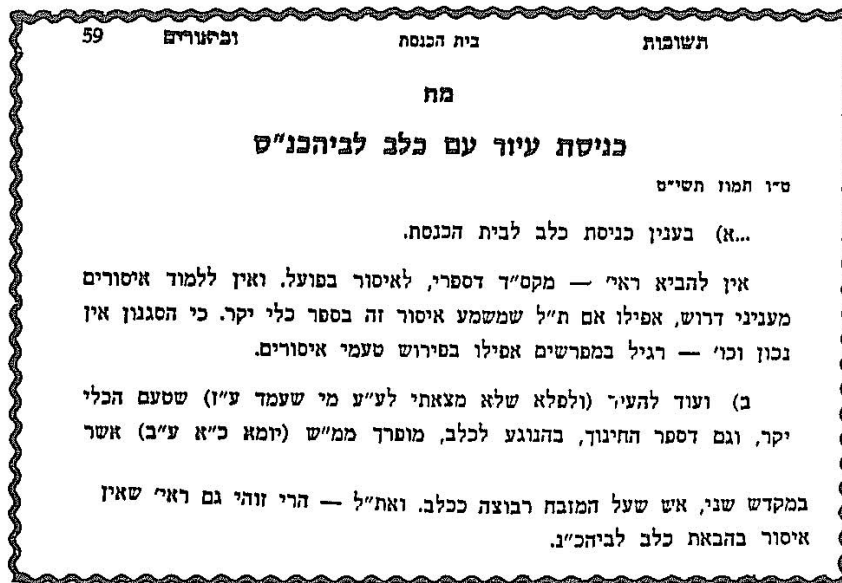 תשובות בית הכנסת וביאורים 59
מח
כניסת עיור עם כלב לביהכנ"ס
ט"ו תמוז תשי"ט
...א) בענין כניסת כלב לבית הכנסת.
אין להביא ראי' — מקס"ד דספרי, לאיסור בפועל. ואין ללמוד איסורים
מעניני דרוש, אפילו אם ת"ל שמשמע איסור זה בספר כלי יקר. כי הסגנון אין
נכון וכו' — רגיל במפרשים אפילו בפירוש טעמי איסורים.
ב) ועוד להעיר (ולפלא שלא מצאתי לע"ע מי שעמד ע"ז) שטעם הכלי
יקר, וגם דספר החינוך, בהנוגע לכלב, מופרך ממ"ש (יומא כ"א ע"ב) אשר
במקדש שני, אש שעל המזבח רבוצה ככלב. ואת"ל — הרי זוהי גם ראי' שאין
איסור בהבאת כלב לביהכ"נ.